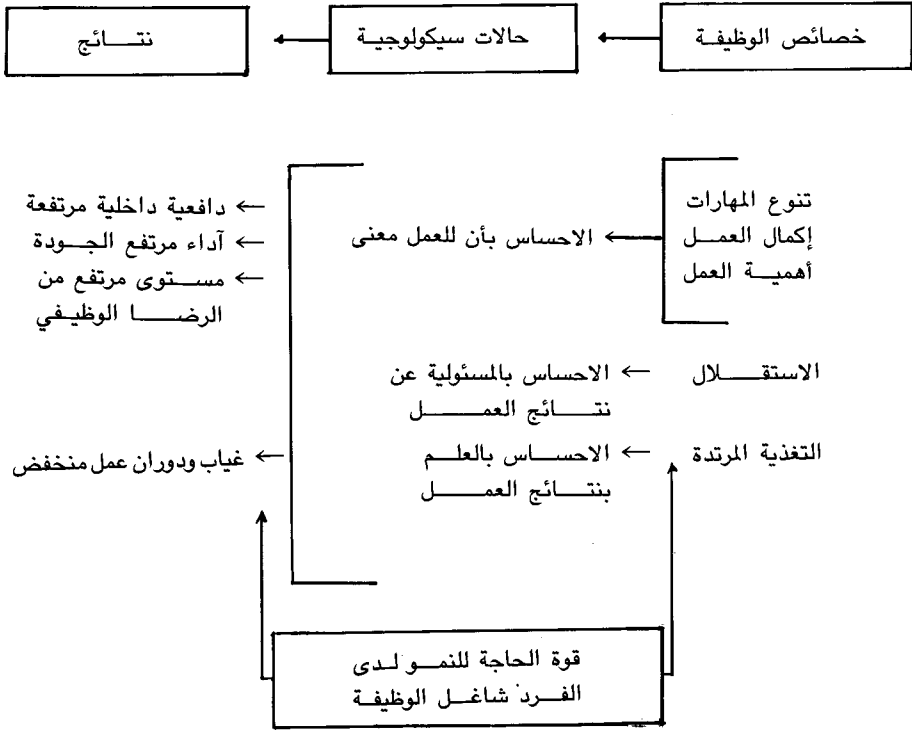 خصائص الوظيفة
حالات سيكولوجية
نتائج
تنوع المهارات
إكمال العمل
أهمية العمل
الاحساس بأن للعمل معنى
دافعية داخلية مرتفعة
آداء مرتفع الجودة
مستوى مرتفع من
الرضا الوظيفي
الاستقلال
الاحساس بالمسئولية عن
نتائج العمل
التغذية المرتدة
الاحساس بالعلم
بنتائج العمل
غياب ودوران عمل منخفض
قوة الحاجة للنمو لدى
الفرد شاغل الوظيفة